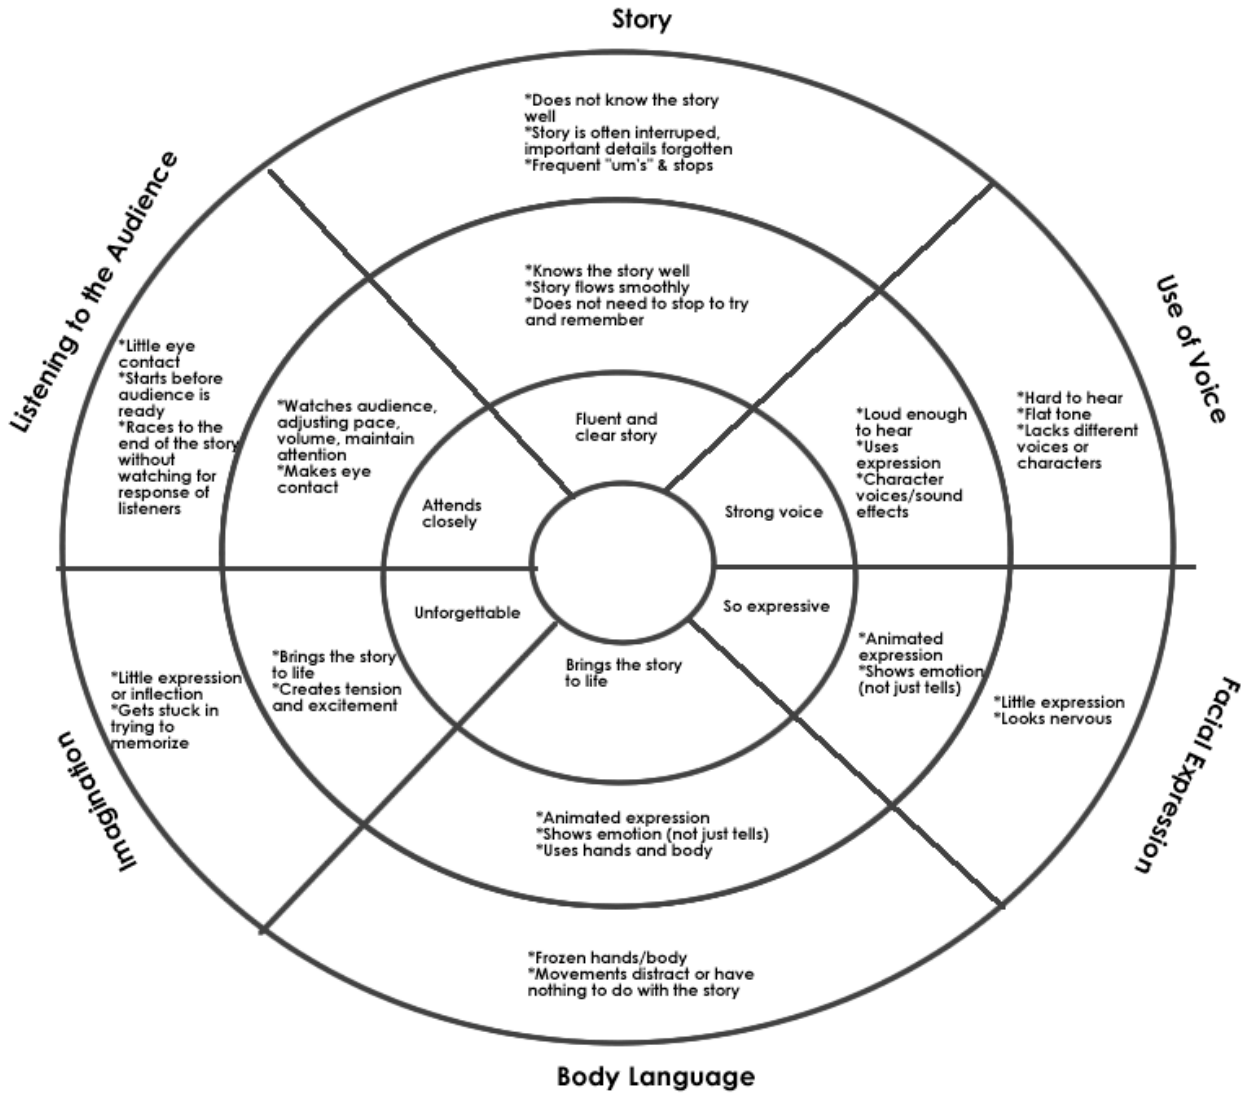 Story
*Does not know the story
well
*Story is often interruped,
important details forgotten
*Frequent "um's" & stops
*Knows the story well
*Story flows smoothly
*Does not need to stop to try
and remember
Fluent and
clear story
Use of Voice
*Hard to hear
*Flat tone
*Lacks different
voices or
characters
*Loud enough
to hear
*Uses
expression
*Character
voices/sound
effects
Strong voice
Facial Expression
*Little expression
*Looks nervous
*Animated
expression
*Shows emotion
(not just tells)
So expressive
Body Language
*Frozen hands/body
*Movements distract or have
nothing to do with the story
*Animated expression
*Shows emotion (not just tells)
*Uses hands and body
Brings the story
to life
Imagination
*Little expression
or inflection
*Gets stuck in
trying to
memorize
*Brings the story
to life
*Creates tension
and excitement
Unforgettable
Listening to the Audience
*Little eye
contact
*Starts before
audience is
ready
*Races to the
end of the story
without
watching for
response of
listeners
*Watches audience,
adjusting pace,
volume, maintain
attention
*Makes eye
contact
Attends
closely